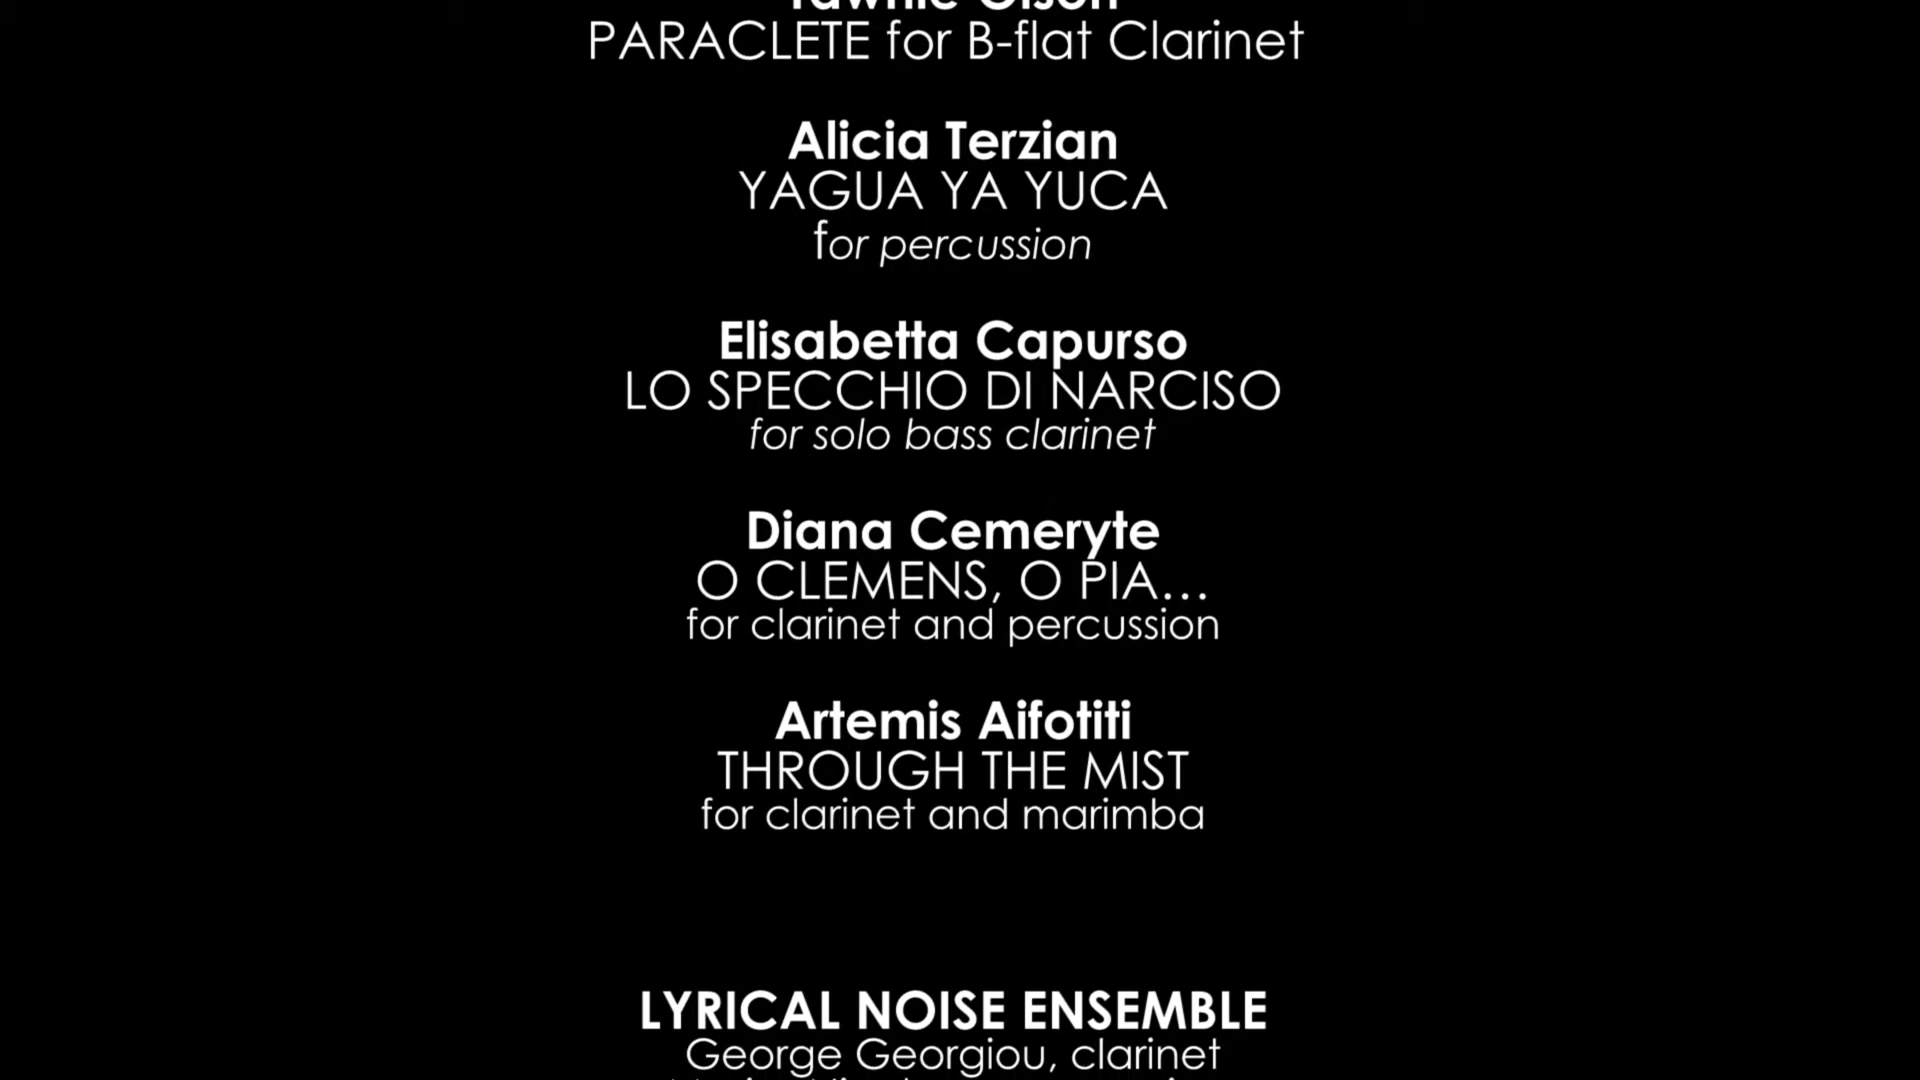 Olson
PARACLETE for B-flat Clarinet
Alicia Terzian
YAGUA YA YUCA
for percussion
Elisabetta Capurso
LO SPECCHIO DI NARCISO
for solo bass clarinet
Diana Cemeryte
O CLEMENS, O PIA...
for clarinet and percussion
Artemis Aifotiti
THROUGH THE MIST
for clarinet and marimba
LYRICAL NOISE ENSEMBLE
George Georgiou, clarinet